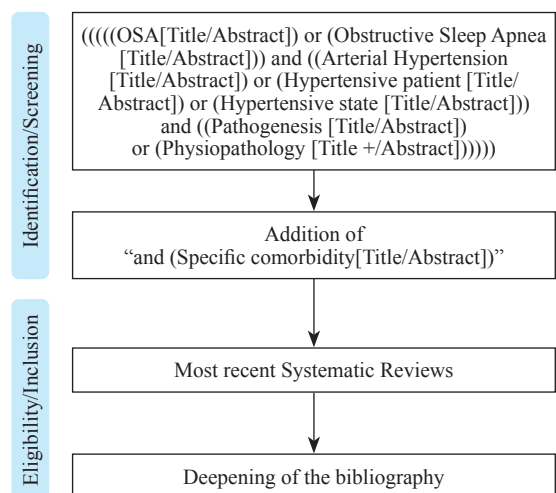 Identification/Screening
(((((OSA[Title/Abstract]) or (Obstructive Sleep Apnea
[Title/Abstract])) and ((Arterial Hypertension
[Title/Abstract]) or (Hypertensive patient [Title/
Abstract]) or (Hypertensive state [Title/Abstract]))
and ((Pathogenesis [Title/Abstract])
or (Physiopathology [Title +/Abstract]))))))
Addition of
“and (Specific comorbidity[Title/Abstract])”
Eligibility/Inclusion
Most recent Systematic Reviews
Deepening of the bibliography